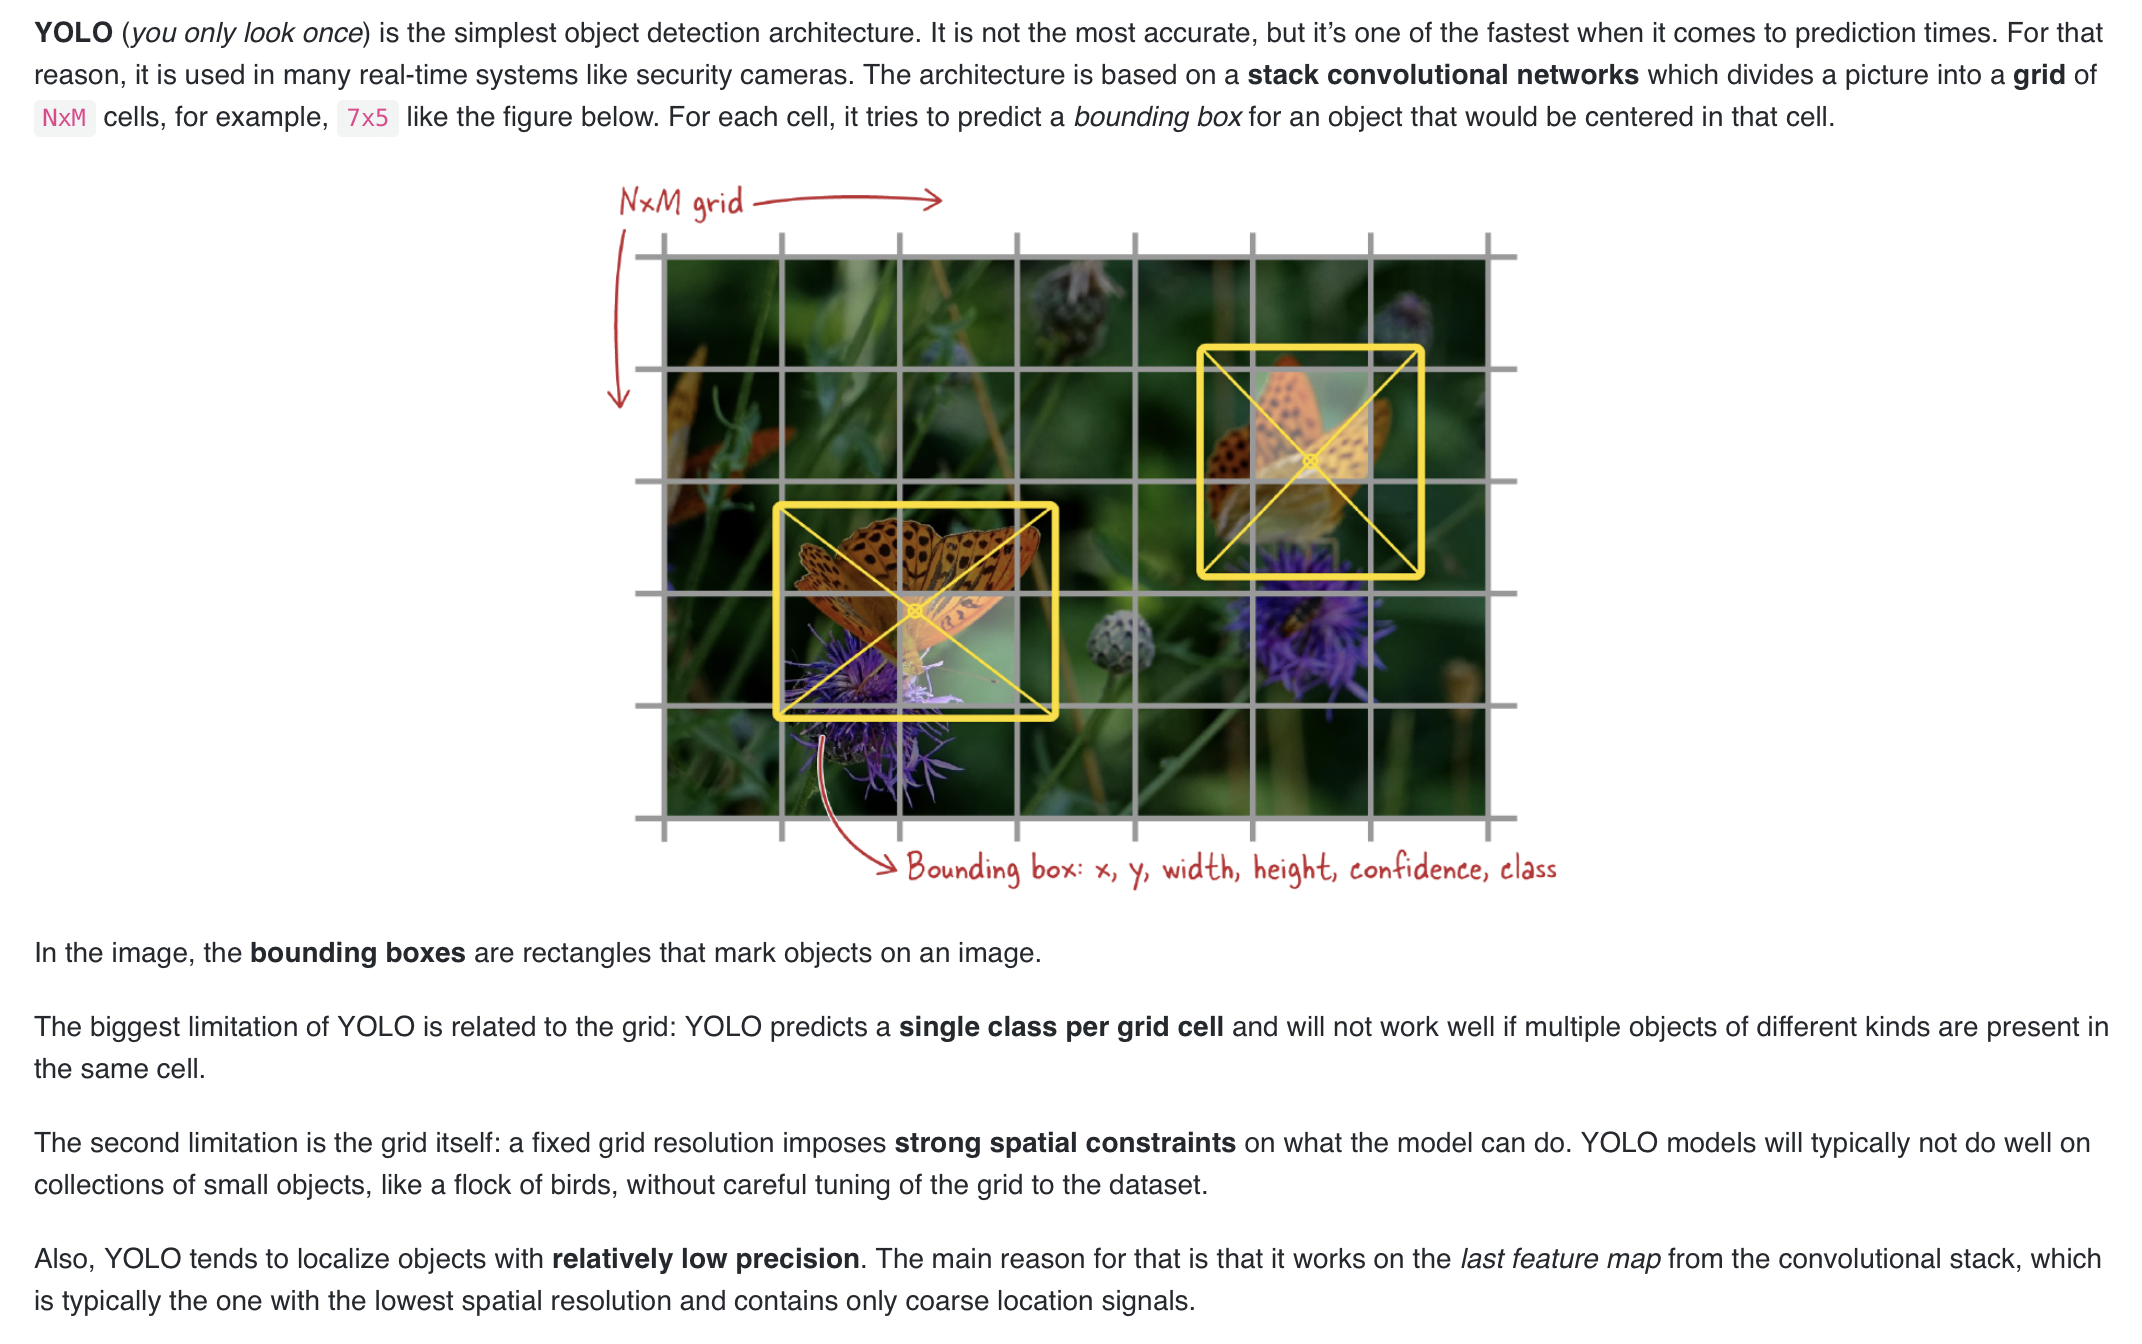 YOLO (you only look once) is the simplest object detection architecture. It is not the most accurate, but it’s one of the fastest when it comes to prediction times. For that
reason, it is used in many real-time systems like security cameras. The architecture is based on a stack convolutional networks which divides a picture into a grid of
NxM cells, for example, 7x5 like the figure below. For each cell, it tries to predict a bounding box for an object that would be centered in that cell.
NxM grid
Bounding box: x, y, width, height, confidence, class
In the image, the bounding boxes are rectangles that mark objects on an image.
The biggest limitation of YOLO is related to the grid: YOLO predicts a single class per grid cell and will not work well if multiple objects of different kinds are present in
the same cell.
The second limitation is the grid itself: a fixed grid resolution imposes strong spatial constraints on what the model can do. YOLO models will typically not do well on
collections of small objects, like a flock of birds, without careful tuning of the grid to the dataset.
Also, YOLO tends to localize objects with relatively low precision. The main reason for that is that it works on the last feature map from the convolutional stack, which
is typically the one with the lowest spatial resolution and contains only coarse location signals.